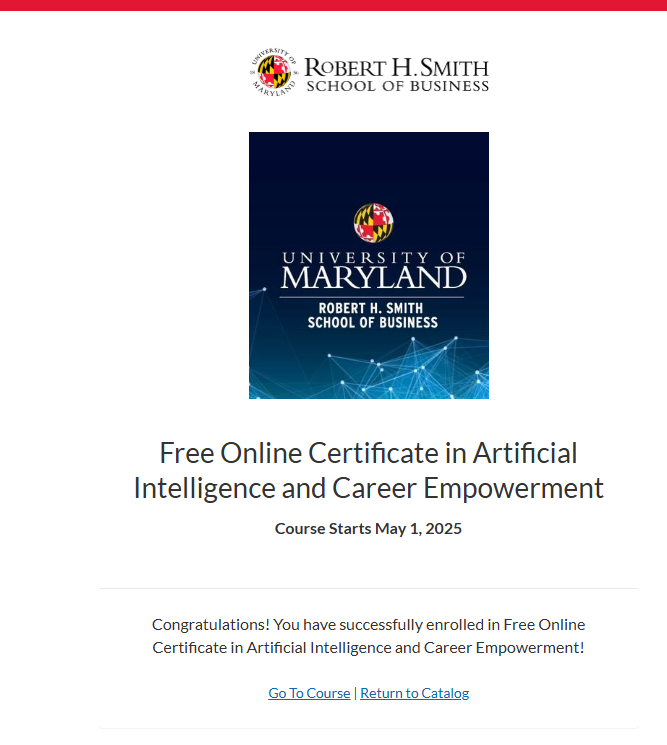 UNIVERSITY OF
MARYLAND
18 56
ROBERT H. SMITH
SCHOOL OF BUSINESS
UNIVERSITY OF
MARYLAND
ROBERT H. SMITH
SCHOOL OF BUSINESS
Free Online Certificate in Artificial
Intelligence and Career Empowerment
Course Starts May 1, 2025
Congratulations! You have successfully enrolled in Free Online
Certificate in Artificial Intelligence and Career Empowerment!
Go To Course | Return to Catalog